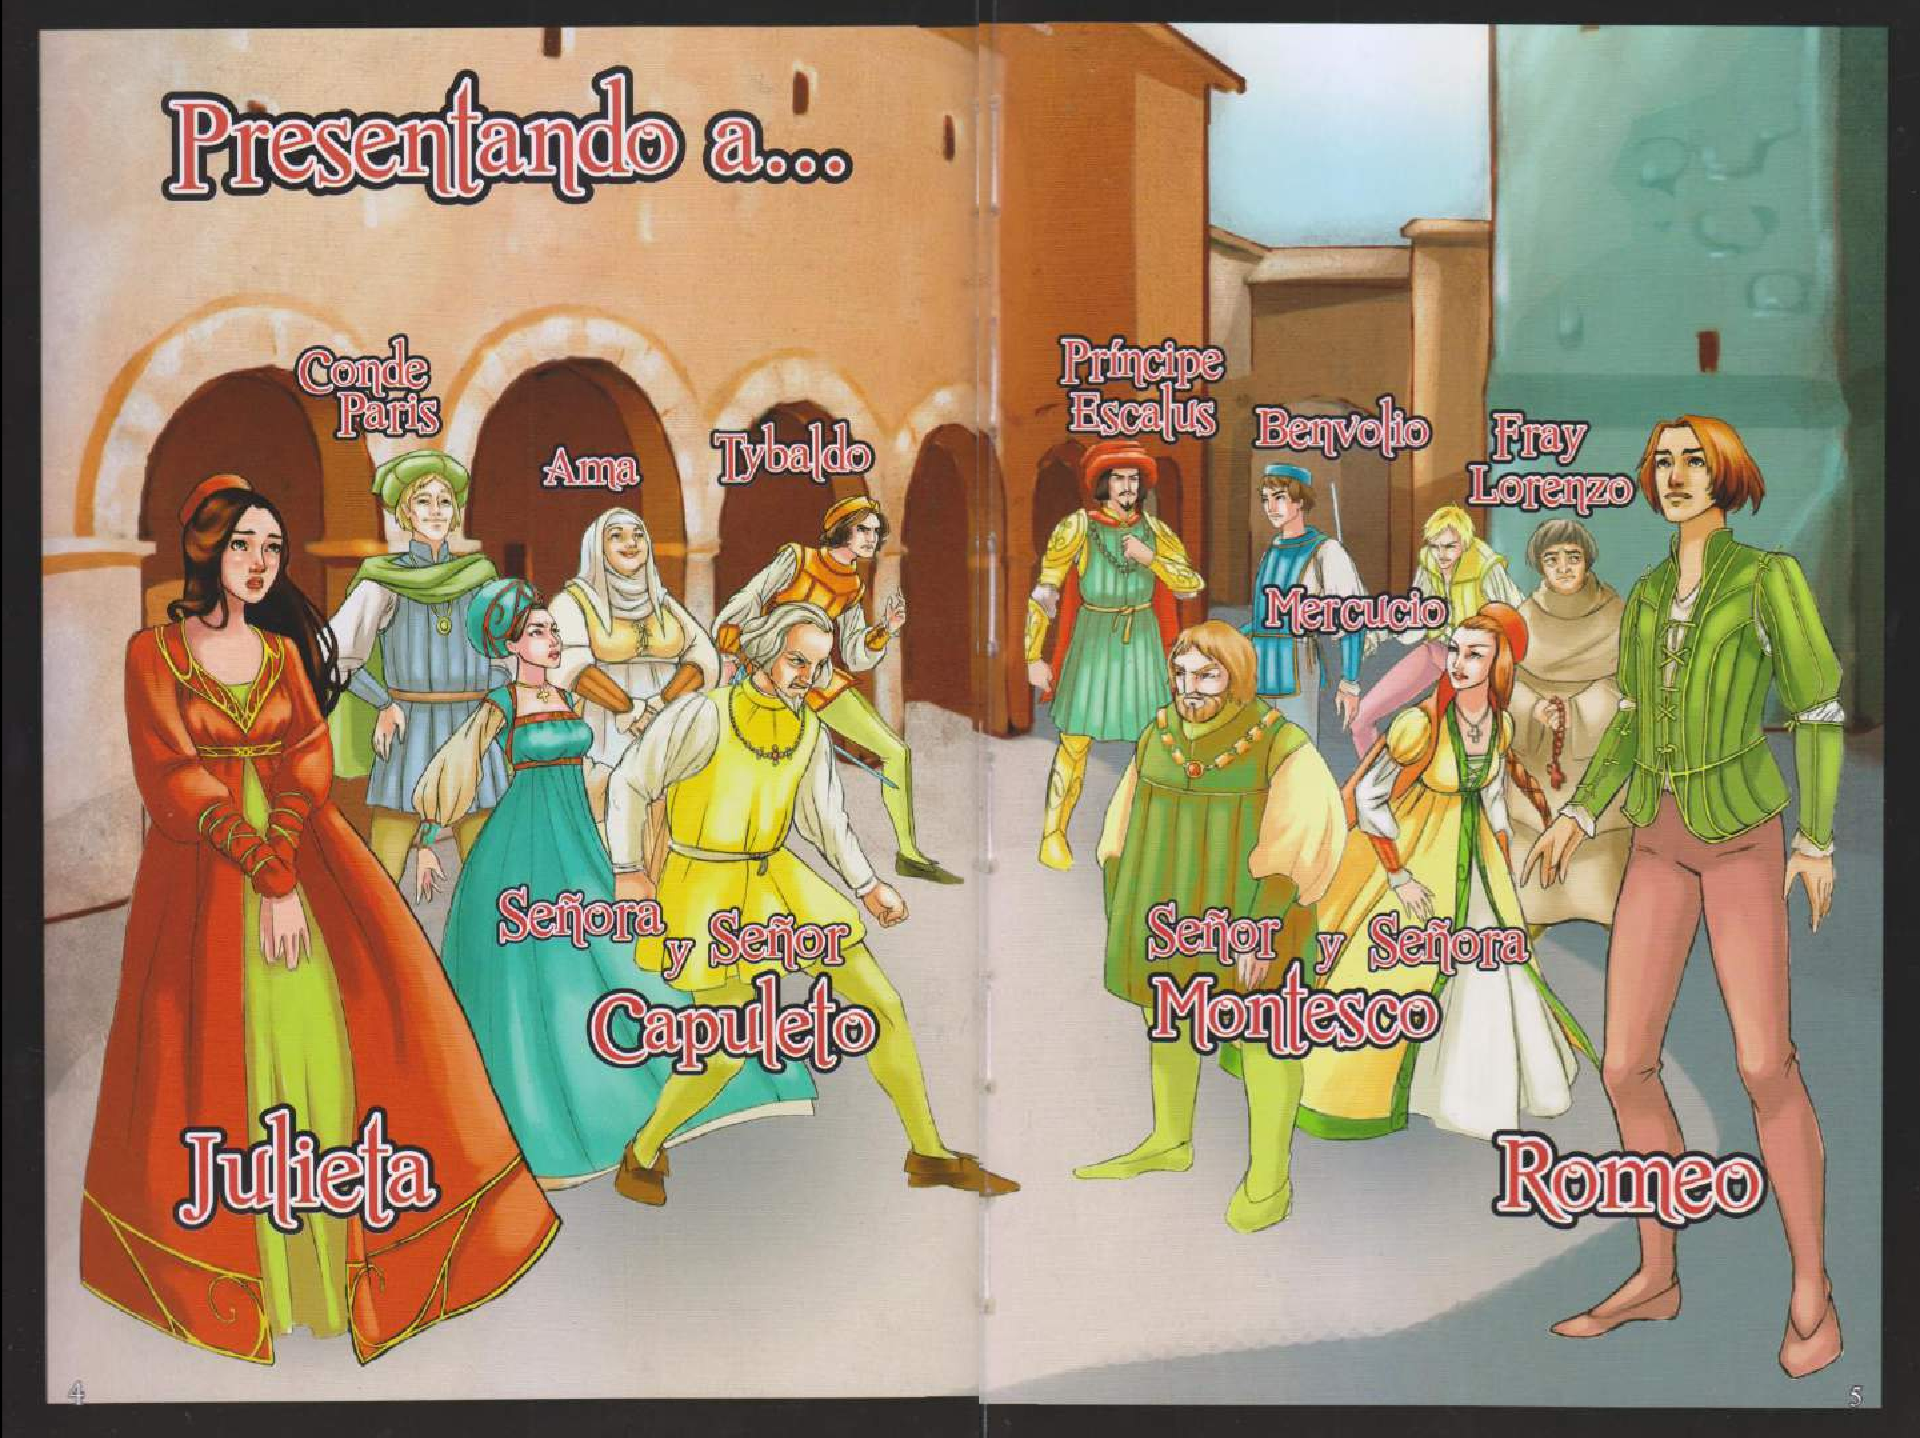 Presentando a...
Conde
Paris
Ama
Tybaldo
Señora y Señor
Capuleto
Julieta
4
Príncipe
Escalus
Benvolio
Fray
Lorenzo
Mercucio
Señor y Señora
Montesco
Romeo
5